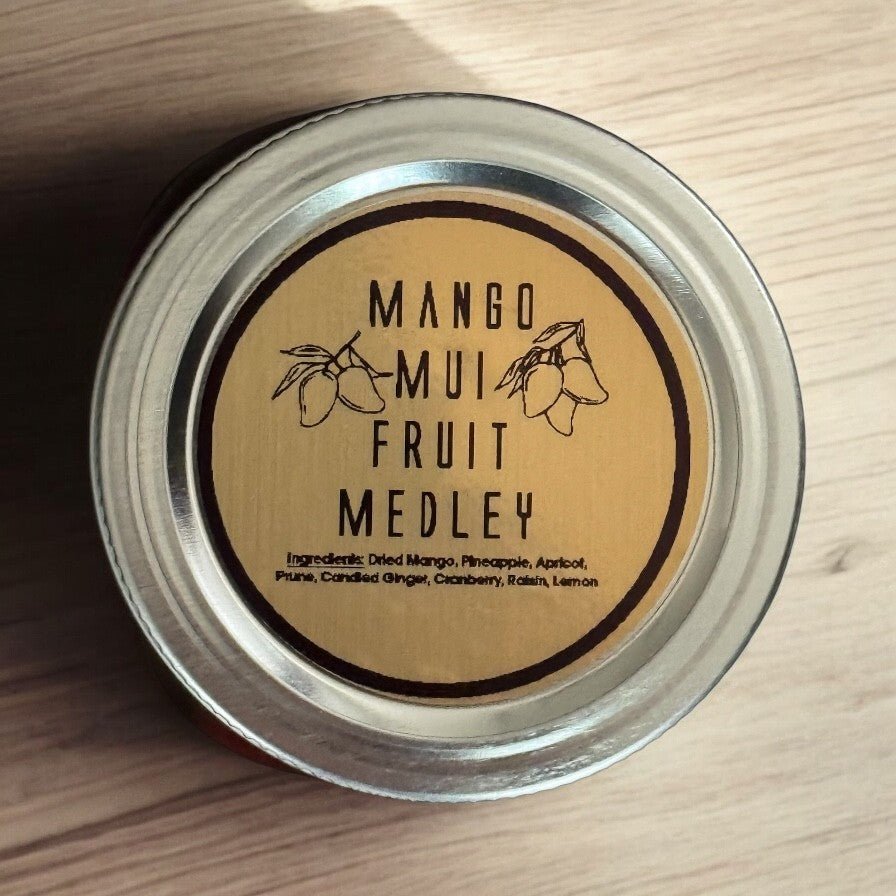 MANGO
MUI
FRUIT
MEDLEY
Ingredients: Dried Mango, Pineapple, Apricot,
Prune, Candied Ginger, Cranberry, Raisin, Lemon